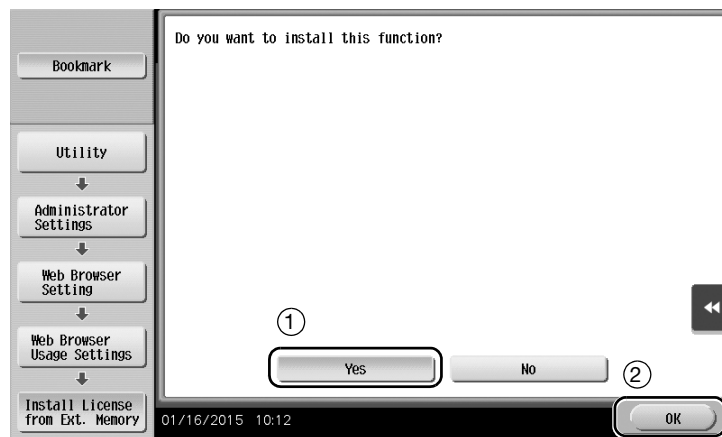 Do you want to install this function?
Bookmark
Utility
Administrator
Settings
Web Browser
Setting
Web Browser
Usage Settings
Install License
from Ext. Memory
1
Yes
No
2
01/16/2015 10:12
OK